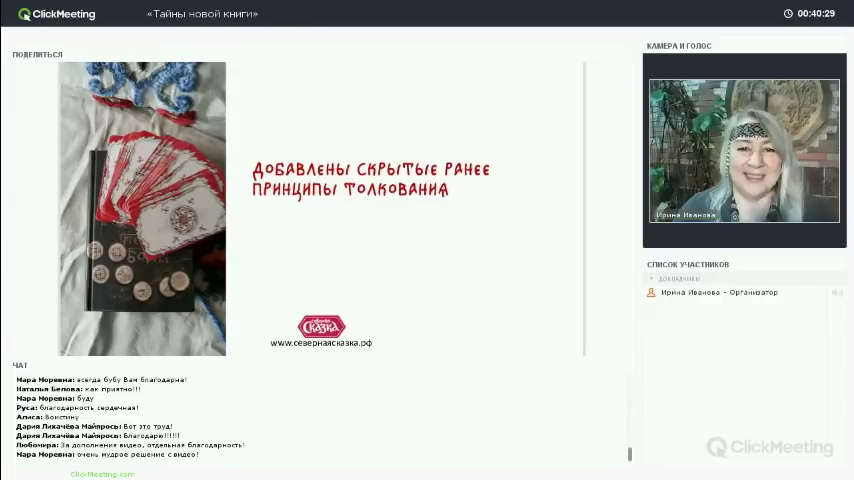 ClickMeeting
«Тайны новой книги»
00:40:29
ПОДЕЛИТЬСЯ
ДОБАВЛЕНЫ СКРЫТЫЕ РАНЕЕ
ПРИНЦИПЫ ТОЛКОВАНИЯ
Сказка
www.севернаясказка.рф
КАМЕРА И ГОЛОС
Ирина Иванова
СПИСОК УЧАСТНИКОВ
ДОКЛАДЧИКИ
Ирина Иванова - Организатор
ЧАТ
Мара Моревна: всегда бубу Вам благодарна!
Наталья Белова: как приятно!!!
Мара Моревна: буду
Руса: благодарность сердечная!
Алиса: Воистину
Дария Лихачёва Майярось: Вот это труд!
Дария Лихачёва Майярось: Благодарю!!!!!!
Любомира: За дополнения видео, отдельная благодарность!
Мара Моревна: очень мудрое решение с видео!
ClickMeeting.com
ClickMeeting